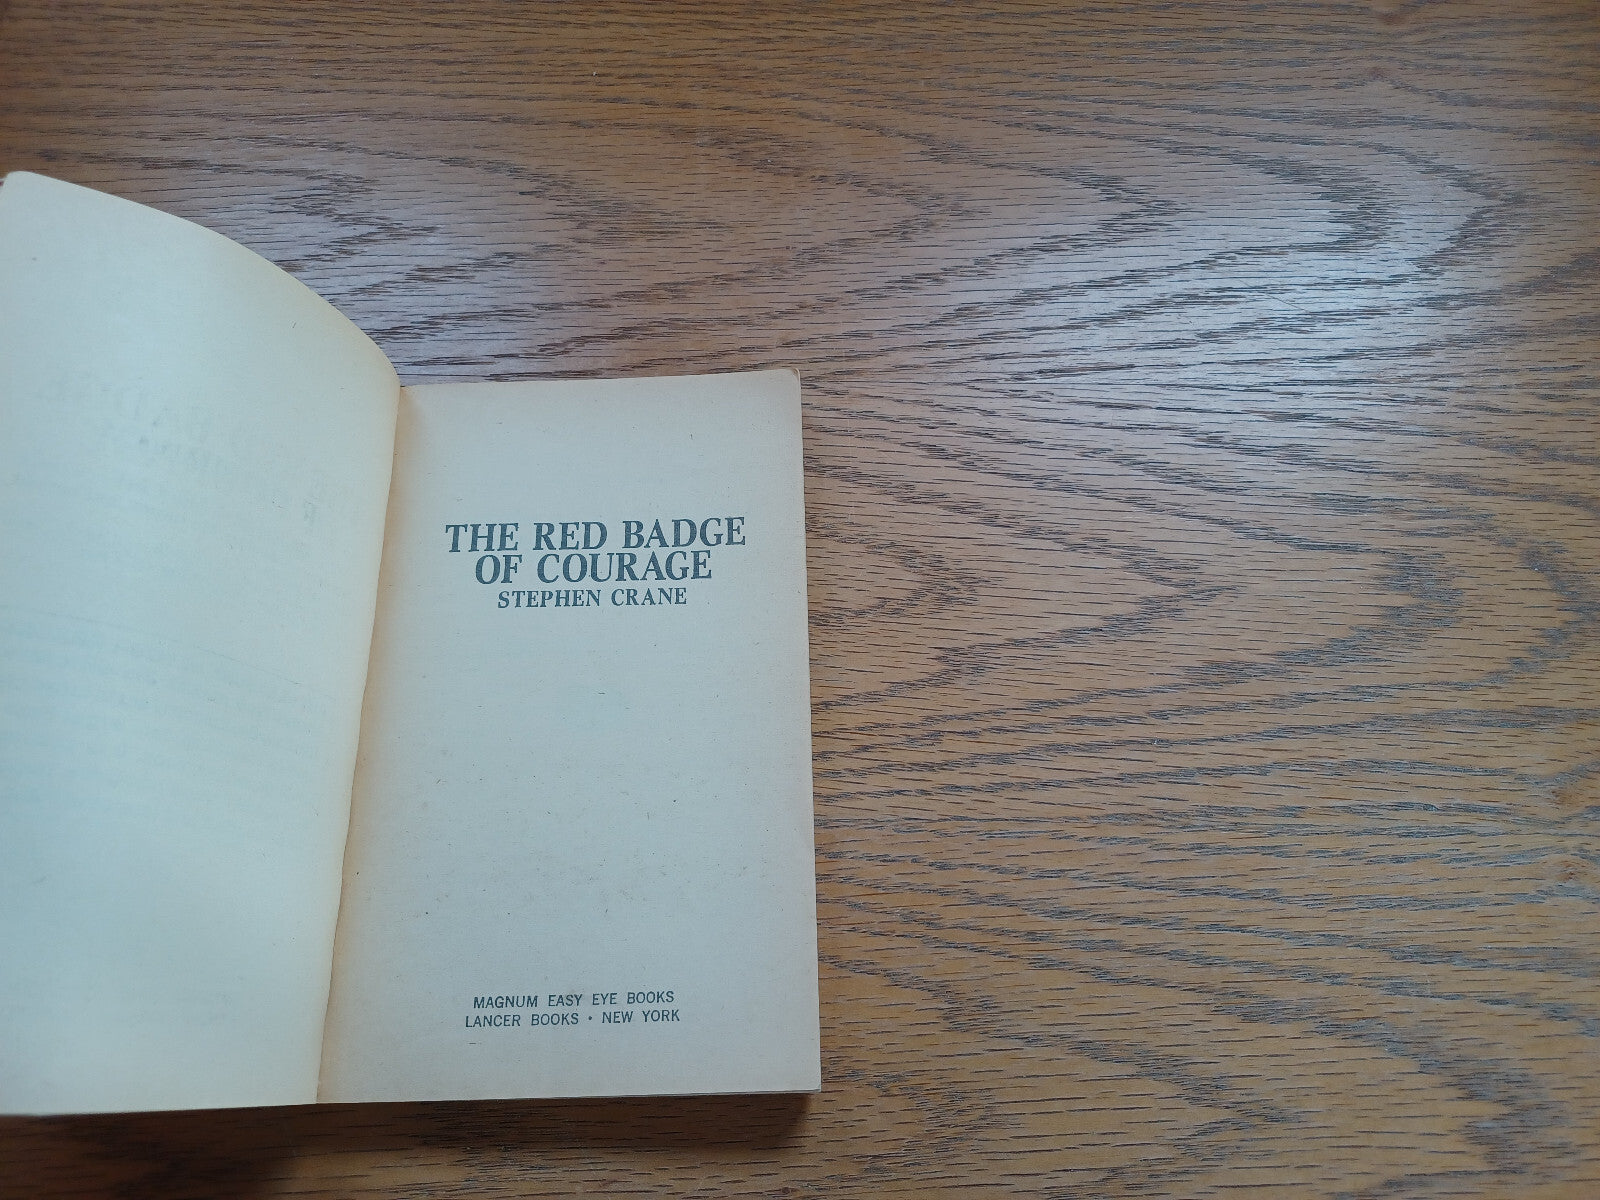 THE RED BADGE
OF COURAGE
STEPHEN CRANE
MAGNUM EASY EYE BOOKS
LANCER BOOKS • NEW YORK